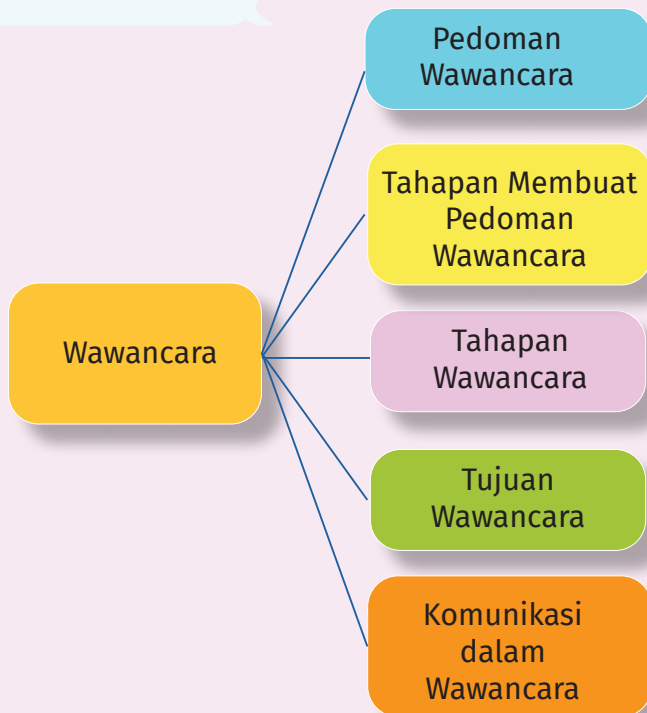 Pedoman
Wawancara
Tahapan Membuat
Pedoman
Wawancara
Wawancara
Tahapan
Wawancara
Tujuan
Wawancara
Komunikasi
dalam
Wawancara